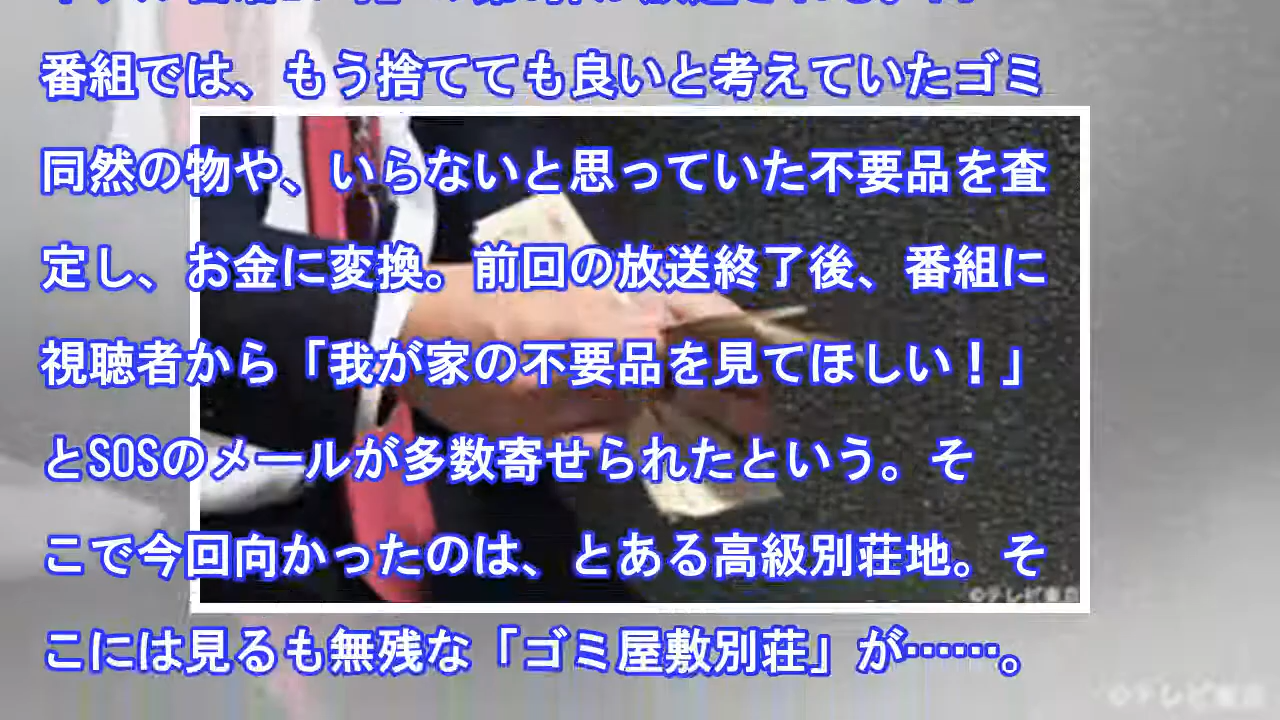 番組では、もう捨てても良いと考えていたゴミ
同然の物や、いらないと思っていた不要品を査
定し、お金に変換。前回の放送終了後、番組に
視聴者から「我が家の不要品を見てほしい！」
とSOSのメールが多数寄せられたという。そ
こで今回向かったのは、とある高級別荘地。そ
©テレビ東京
こには見るも無残な「ゴミ屋敷別荘」が……。
©テレビ東京